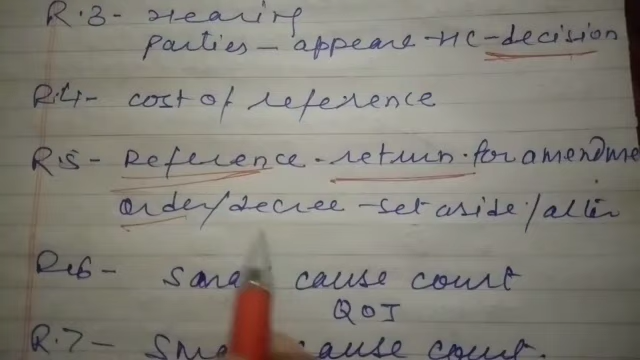 R.3- Hearing
parties - appeare - HC - decision
R.4- cost of reference
R.5- Reference - return - for amendme
order/decree - set aside/alter
R.6- Small cause court
QOJ
R.7- Small cause court